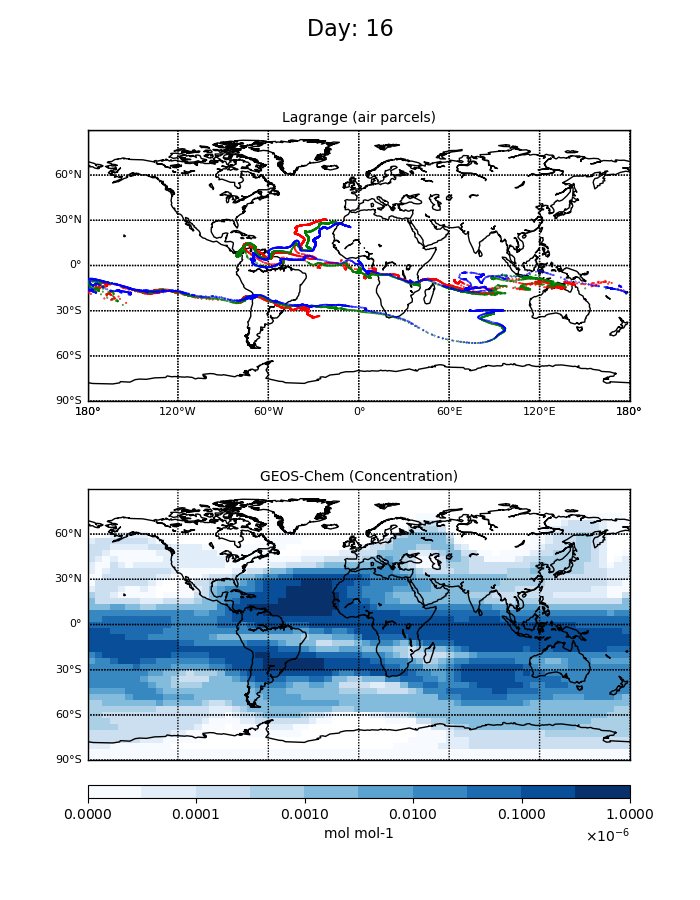 Day: 16
Lagrange (air parcels)
60°N
30°N
0°
30°S
60°S
90°S
180° 120°W 60°W 0° 60°E 120°E 180°
GEOS-Chem (Concentration)
60°N
30°N
0°
30°S
60°S
90°S
0.0000 0.0001 0.0010 0.0100 0.1000 1.0000
mol mol-1 ×10⁻⁶